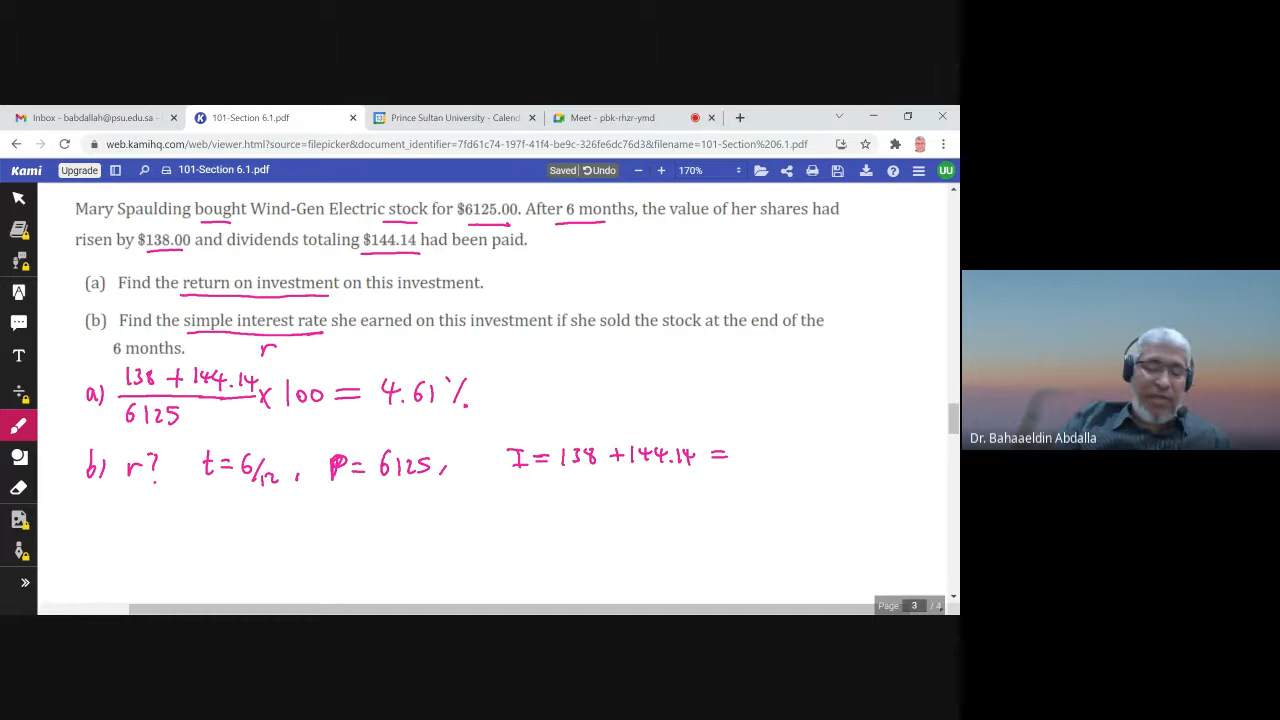 Inbox - babdallah@psu.edu.sa -
101-Section 6.1.pdf
Prince Sultan University - Calend
Meet - pbk-rhzr-ymd
web.kamihq.com/web/viewer.html?source=filepicker&document_identifier=7fd61c74-197f-41f4-be9c-326fe6dc76d3&filename=101-Section%206.1.pdf
Kami
Upgrade
101-Section 6.1.pdf
Saved
Undo
170%
UU
Mary Spaulding bought Wind-Gen Electric stock for $6125.00. After 6 months, the value of her shares had
risen by $138.00 and dividends totaling $144.14 had been paid.
(a) Find the return on investment on this investment.
(b) Find the simple interest rate she earned on this investment if she sold the stock at the end of the
6 months.
r
a) 138 + 144.14 / 6125 x 100 = 4.61 %
b) r? t = 6/12, P = 6125, I = 138 + 144.14 =
Dr. Bahaaeldin Abdalla
Page 3 / 4